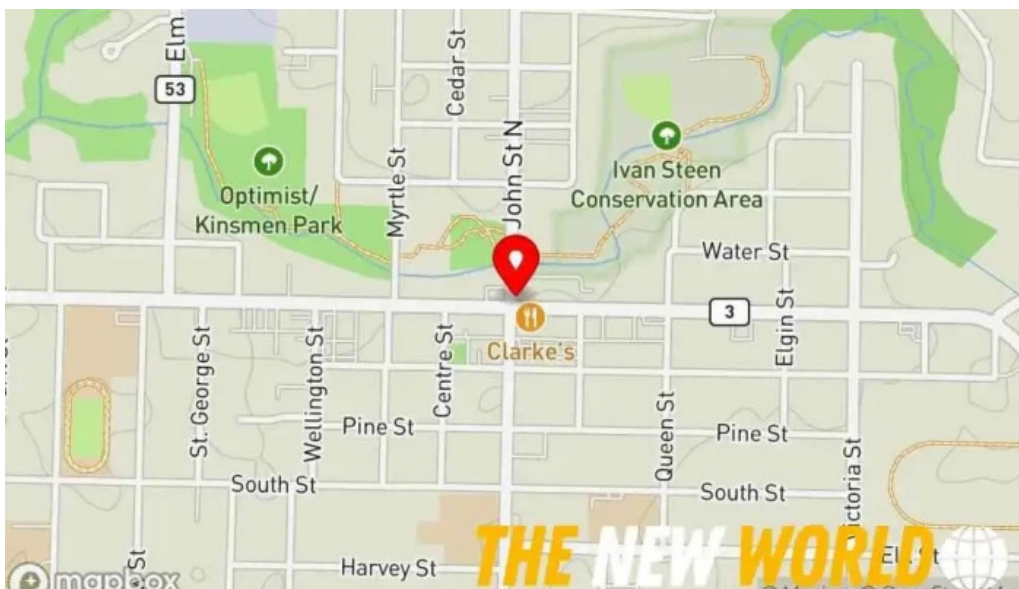 Elm
53
Cedar St
John St N
Myrtle St
Optimist/
Kinsmen Park
Ivan Steen
Conservation Area
Water St
3
Clarke's
St. George St
Wellington St
Centre St
Elgin St
Queen St
Pine St
Pine St
South St
South St
Victoria St
Harvey St
St
THE NEW WORLD
mapbox